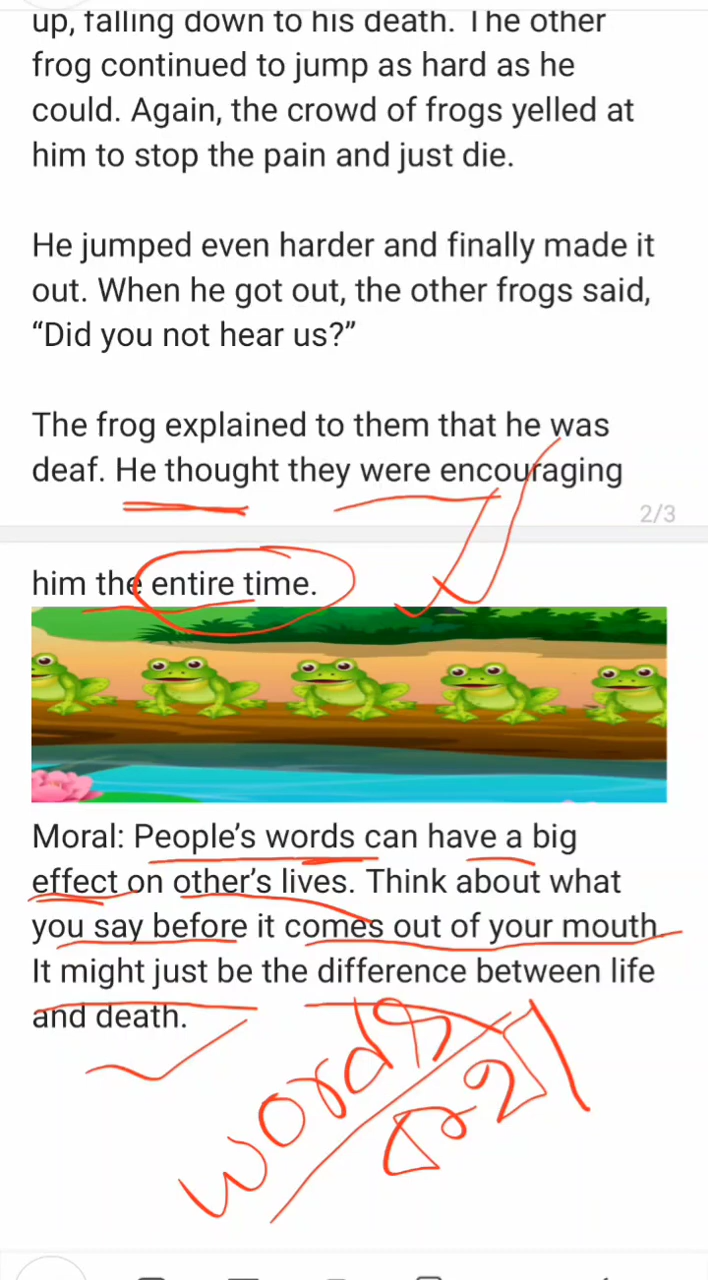 up, falling down to his death. The other
frog continued to jump as hard as he
could. Again, the crowd of frogs yelled at
him to stop the pain and just die.
He jumped even harder and finally made it
out. When he got out, the other frogs said,
“Did you not hear us?”
The frog explained to them that he was
deaf. He thought they were encouraging
2/3
him the entire time.
Moral: People’s words can have a big
effect on other’s lives. Think about what
you say before it comes out of your mouth.
It might just be the difference between life
and death.
words